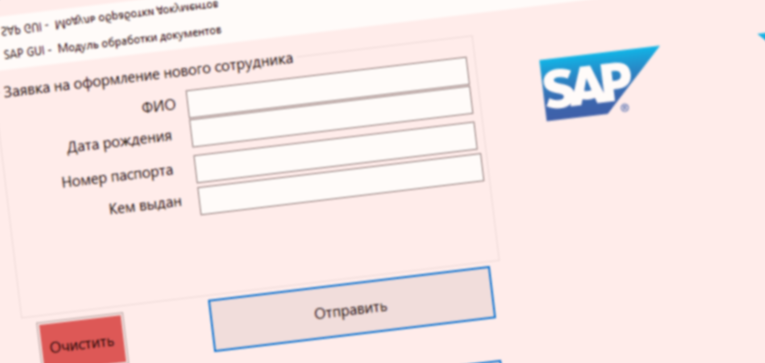 SAP GUI - Модуль обработки документов
SAP GUI - Модуль обработки документов
Заявка на оформление нового сотрудника
ФИО
Дата рождения
Номер паспорта
Кем выдан
SAP
®
Отправить
Очистить